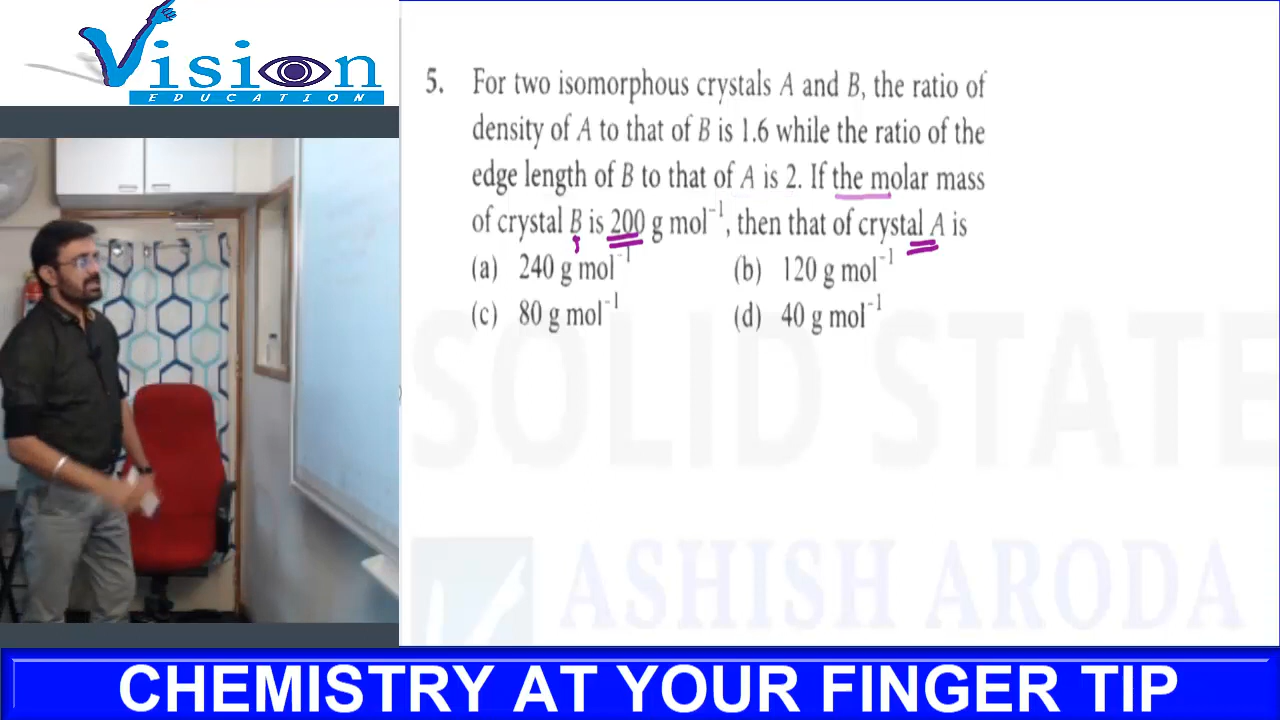 Vision
EDUCATION
5. For two isomorphous crystals A and B, the ratio of
density of A to that of B is 1.6 while the ratio of the
edge length of B to that of A is 2. If the molar mass
of crystal B is 200 g mol⁻¹, then that of crystal A is
(a) 240 g mol⁻¹ (b) 120 g mol⁻¹
(c) 80 g mol⁻¹ (d) 40 g mol⁻¹
SOLID STATE
ASHISH ARODA
CHEMISTRY AT YOUR FINGER TIP